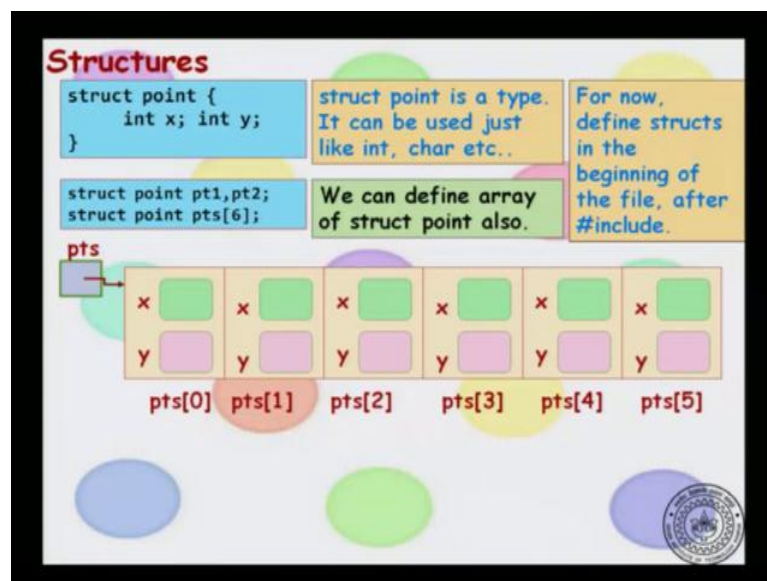 Structures
struct point {
int x; int y;
}
struct point is a type.
It can be used just
like int, char etc..
For now,
define structs
in the
beginning of
the file, after
#include.
struct point pt1,pt2;
struct point pts[6];
We can define array
of struct point also.
pts
x x x x x x
y y y y y y
pts[0] pts[1] pts[2] pts[3] pts[4] pts[5]